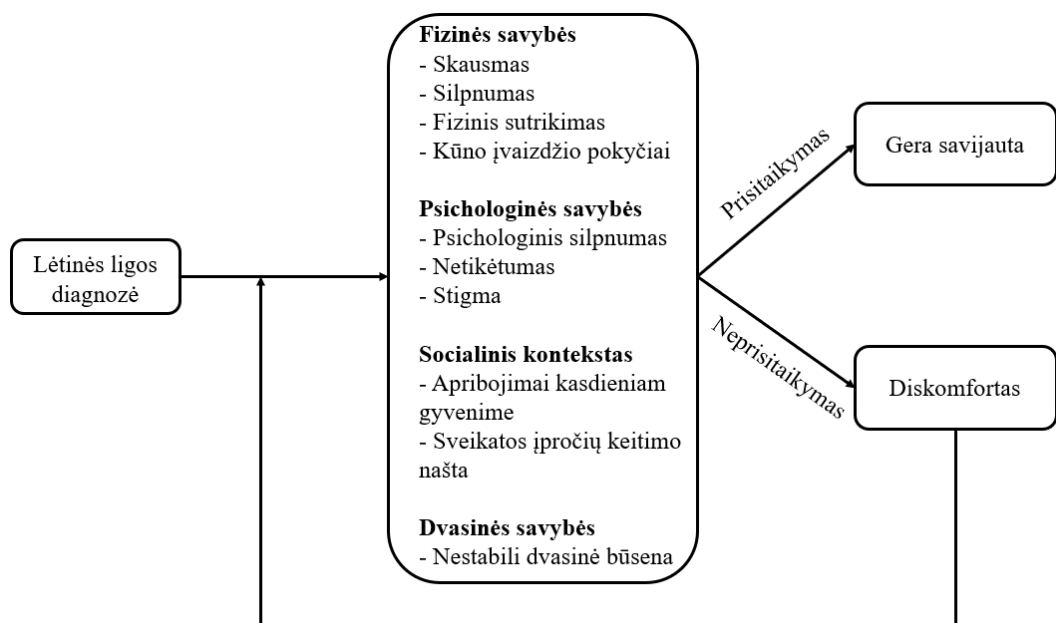 Lėtinės ligos
diagnozė
Fizinės savybės
- Skausmas
- Silpnumas
- Fizinis sutrikimas
- Kūno įvaizdžio pokyčiai
Psichologinės savybės
- Psichologinis silpnumas
- Netikėtumas
- Stigma
Socialinis kontekstas
- Apribojimai kasdieniam
gyvenime
- Sveikatos įpročių keitimo
našta
Dvasinės savybės
- Nestabili dvasinė būsena
Prisitaikymas
Gera savijauta
Neprisitaikymas
Diskomfortas